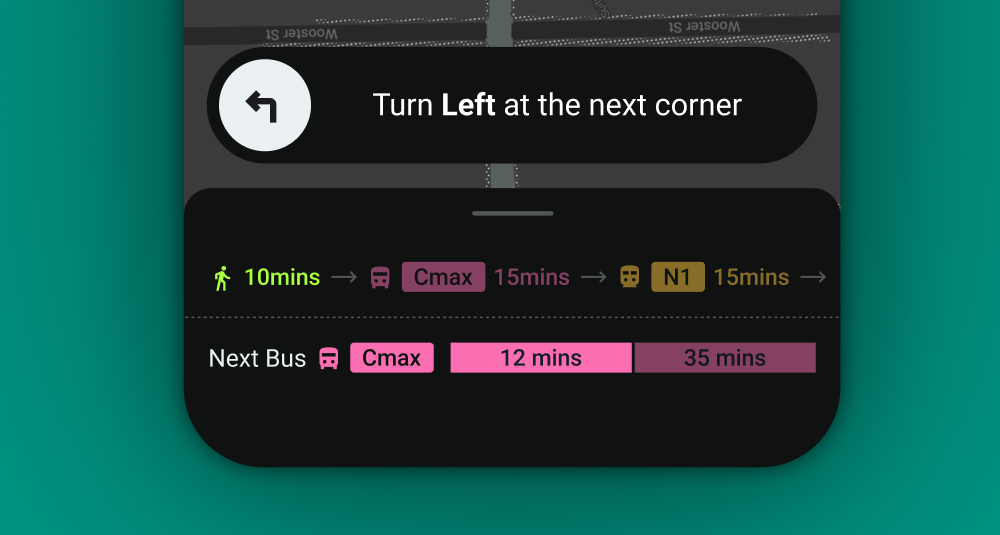 Wooster St
Wooster St
Turn Left at the next corner
10mins Cmax 15mins N1 15mins
Next Bus Cmax 12 mins 35 mins